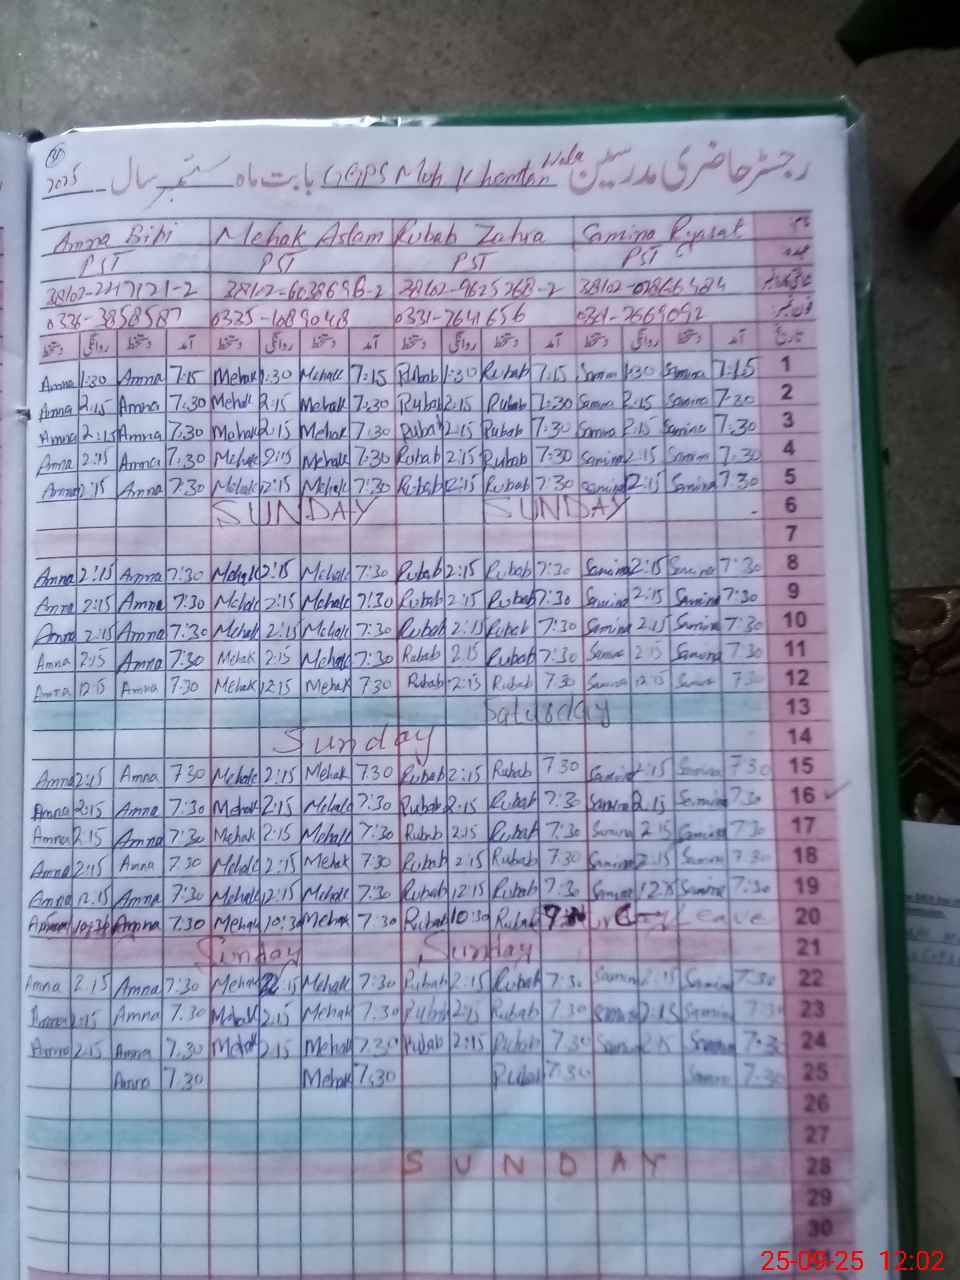 4
رجسٹر حاضری مدرسین GGPS Moh Khentan Wala بابت ماہ ستمبر سال 2025
Amna Bibi Mehak Aslam Rubab Zahra Samina نام
PST PST PST PST عہدہ
0336-3858587 0335-1089048 0331-7641656 فون نمبر
دستخط روانگی دستخط آمد دستخط روانگی دستخط آمد دستخط روانگی دستخط آمد دستخط روانگی دستخط آمد تاریخ
Amna 1:30 Amna 7:15 Mehak 1:30 Mehak 7:15 Rubab 1:30 Rubab 7:15 Samina 1:30 Samina 7:15 1
Amna 2:15 Amna 7:30 Mehak 2:15 Mehak 7:30 Rubab 2:15 Rubab 7:30 Samina 2:15 Samina 7:30 2
Amna 2:15 Amna 7:30 Mehak 2:15 Mehak 7:30 Rubab 2:15 Rubab 7:30 Samina 2:15 Samina 7:30 3
Amna 2:15 Amna 7:30 Mehak 2:15 Mehak 7:30 Rubab 2:15 Rubab 7:30 Samina 2:15 Samina 7:30 4
Amna 12:15 Amna 7:30 Mehak 12:15 Mehak 7:30 Rubab 12:15 Rubab 7:30 Samina 12:15 Samina 7:30 5
SUNDAY SUNDAY 6
7
Amna 2:15 Amna 7:30 Mehak 2:15 Mehak 7:30 Rubab 2:15 Rubab 7:30 Samina 2:15 Samina 7:30 8
Amna 2:15 Amna 7:30 Mehak 2:15 Mehak 7:30 Rubab 2:15 Rubab 7:30 Samina 2:15 Samina 7:30 9
Amna 2:15 Amna 7:30 Mehak 2:15 Mehak 7:30 Rubab 2:15 Rubab 7:30 Samina 2:15 Samina 7:30 10
Amna 2:15 Amna 7:30 Mehak 2:15 Mehak 7:30 Rubab 2:15 Rubab 7:30 Samina 2:15 Samina 7:30 11
Amna 12:15 Amna 7:30 Mehak 12:15 Mehak 7:30 Rubab 12:15 Rubab 7:30 Samina 12:15 Samina 7:30 12
Saturday 13
Sunday 14
Amna 2:15 Amna 7:30 Mehak 2:15 Mehak 7:30 Rubab 2:15 Rubab 7:30 Samina 2:15 Samina 7:30 15
Amna 2:15 Amna 7:30 Mehak 2:15 Mehak 7:30 Rubab 2:15 Rubab 7:30 Samina 2:15 Samina 7:30 16 ✓
Amna 2:15 Amna 7:30 Mehak 2:15 Mehak 7:30 Rubab 2:15 Rubab 7:30 Samina 2:15 Samina 7:30 17
Amna 2:15 Amna 7:30 Mehak 2:15 Mehak 7:30 Rubab 2:15 Rubab 7:30 Samina 2:15 Samina 7:30 18
Amna 12:15 Amna 7:30 Mehak 12:15 Mehak 7:30 Rubab 12:15 Rubab 7:30 Samina 12:15 Samina 7:30 19
Amna 10:30 Amna 7:30 Mehak 10:30 Mehak 7:30 Rubab 10:30 Rubab Leave 20
Sunday Sunday 21
Amna 2:15 Amna 7:30 Mehak 2:15 Mehak 7:30 Rubab 2:15 Rubab 7:30 Samina 2:15 Samina 7:30 22
Amna 2:15 Amna 7:30 Mehak 2:15 Mehak 7:30 Rubab 2:15 Rubab 7:30 Samina 2:15 Samina 7:30 23
Amna 2:15 Amna 7:30 Mehak 2:15 Mehak 7:30 Rubab 2:15 Rubab 7:30 Samina 2:15 Samina 7:30 24
Amna 7:30 Mehak 7:30 Rubab 7:30 Samina 7:30 25
26
27
SUNDAY 28
29
30
25-09-25 12:02